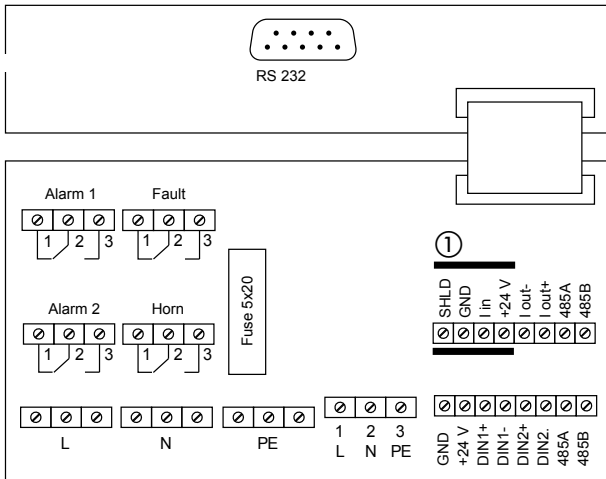 RS 232
Alarm 1 Fault
1 2 3 1 2 3
①
SHLD
GND
I in
+24 V
I out-
I out+
485A
485B
Fuse 5x20
Alarm 2 Horn
1 2 3 1 2 3
L N PE
1 2 3
L N PE
GND
+24 V
DIN1+
DIN1-
DIN2+
DIN2.
485A
485B